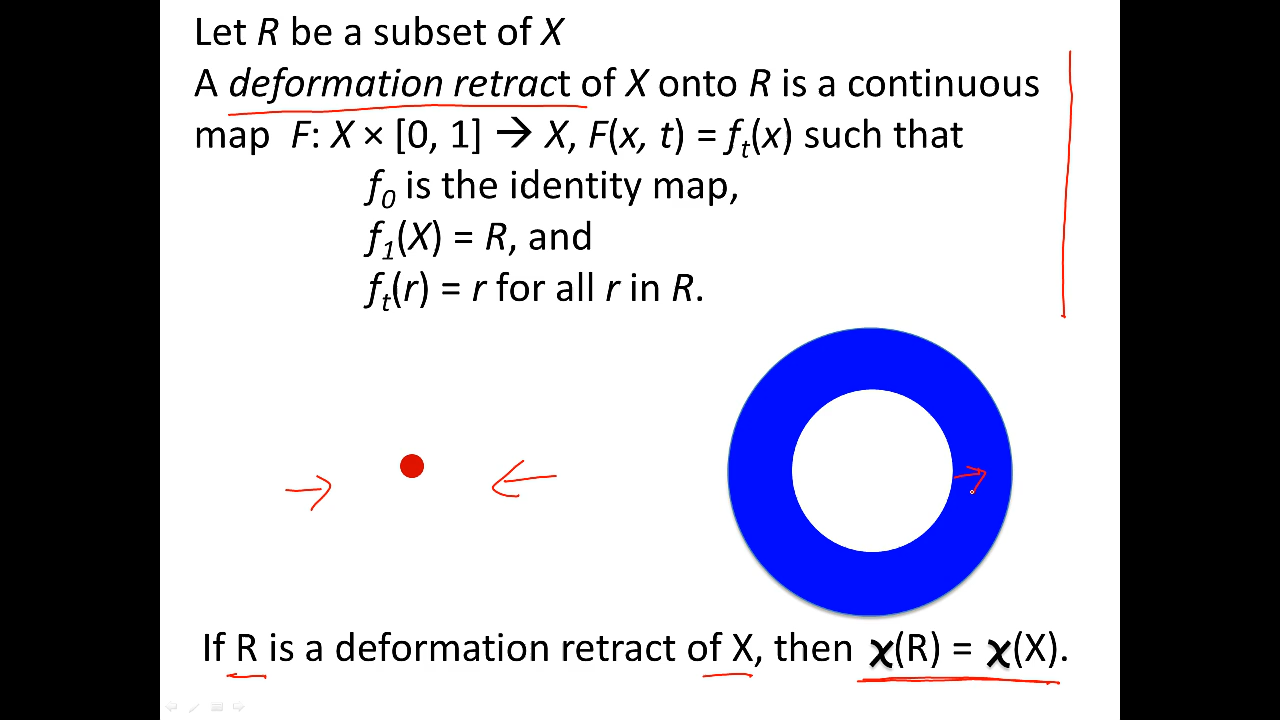 Let R be a subset of X
A deformation retract of X onto R is a continuous
map F: X × [0, 1] → X, F(x, t) = fₜ(x) such that
f₀ is the identity map,
f₁(X) = R, and
fₜ(r) = r for all r in R.
If R is a deformation retract of X, then χ(R) = χ(X).